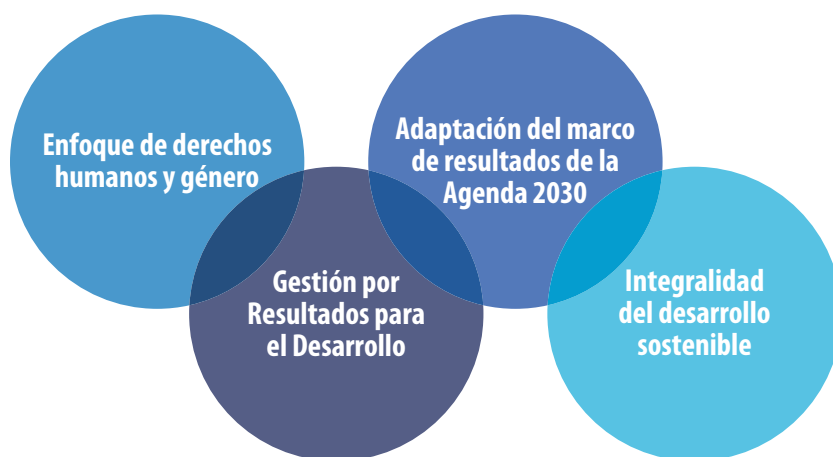 Enfoque de derechos
humanos y género
Adaptación del marco
de resultados de la
Agenda 2030
Gestión por
Resultados para
el Desarrollo
Integralidad
del desarrollo
sostenible